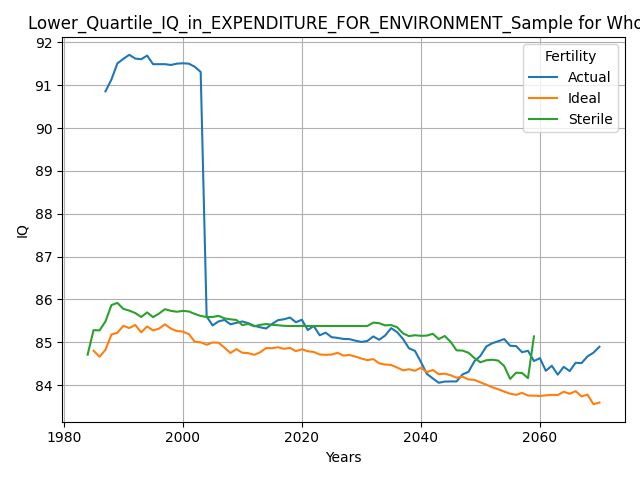 Lower_Quartile_IQ_in_EXPENDITURE_FOR_ENVIRONMENT_Sample for Who
92
91
90
89
88
87
86
85
84
IQ
Fertility
Actual
Ideal
Sterile
1980
2000
2020
2040
2060
Years